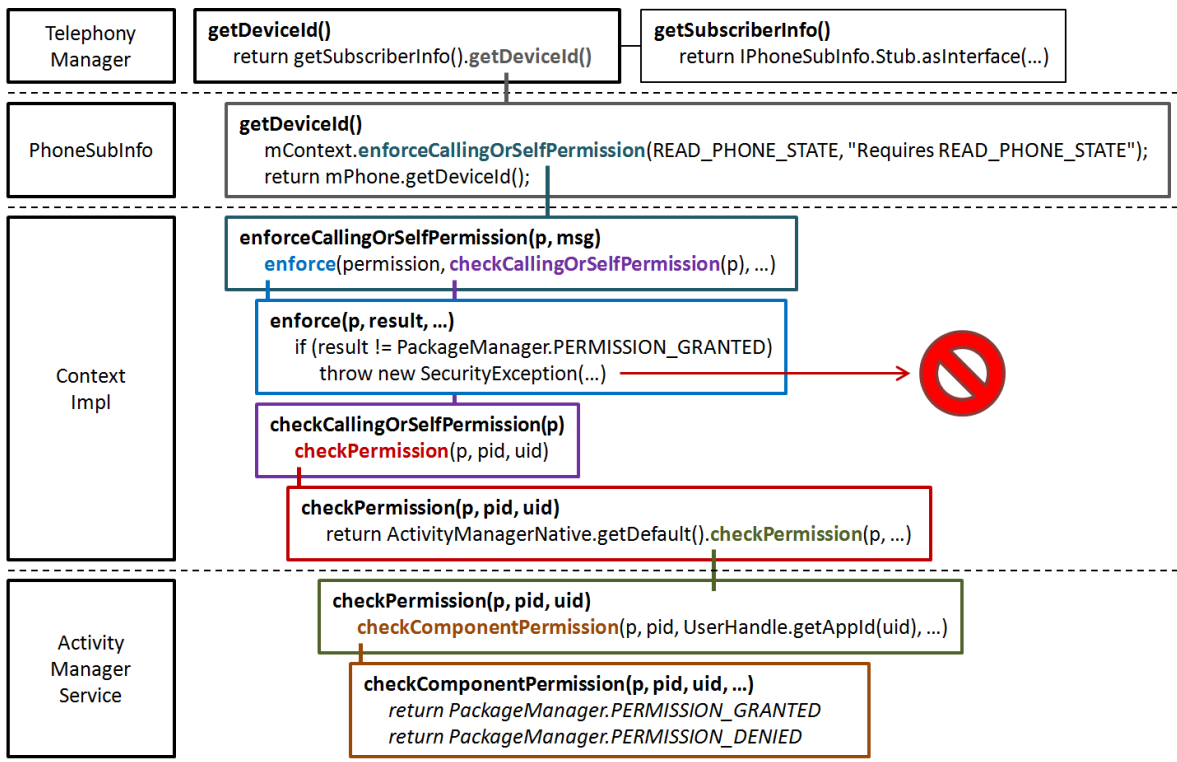 Telephony
Manager
getDeviceId()
return getSubscriberInfo().getDeviceId()
getSubscriberInfo()
return IPhoneSubInfo.Stub.asInterface(…)
PhoneSubInfo
getDeviceId()
mContext.enforceCallingOrSelfPermission(READ_PHONE_STATE, "Requires READ_PHONE_STATE");
return mPhone.getDeviceId();
Context
Impl
enforceCallingOrSelfPermission(p, msg)
enforce(permission, checkCallingOrSelfPermission(p), …)
enforce(p, result, …)
if (result != PackageManager.PERMISSION_GRANTED)
throw new SecurityException(…)
checkCallingOrSelfPermission(p)
checkPermission(p, pid, uid)
checkPermission(p, pid, uid)
return ActivityManagerNative.getDefault().checkPermission(p, …)
Activity
Manager
Service
checkPermission(p, pid, uid)
checkComponentPermission(p, pid, UserHandle.getAppId(uid), …)
checkComponentPermission(p, pid, uid, …)
return PackageManager.PERMISSION_GRANTED
return PackageManager.PERMISSION_DENIED